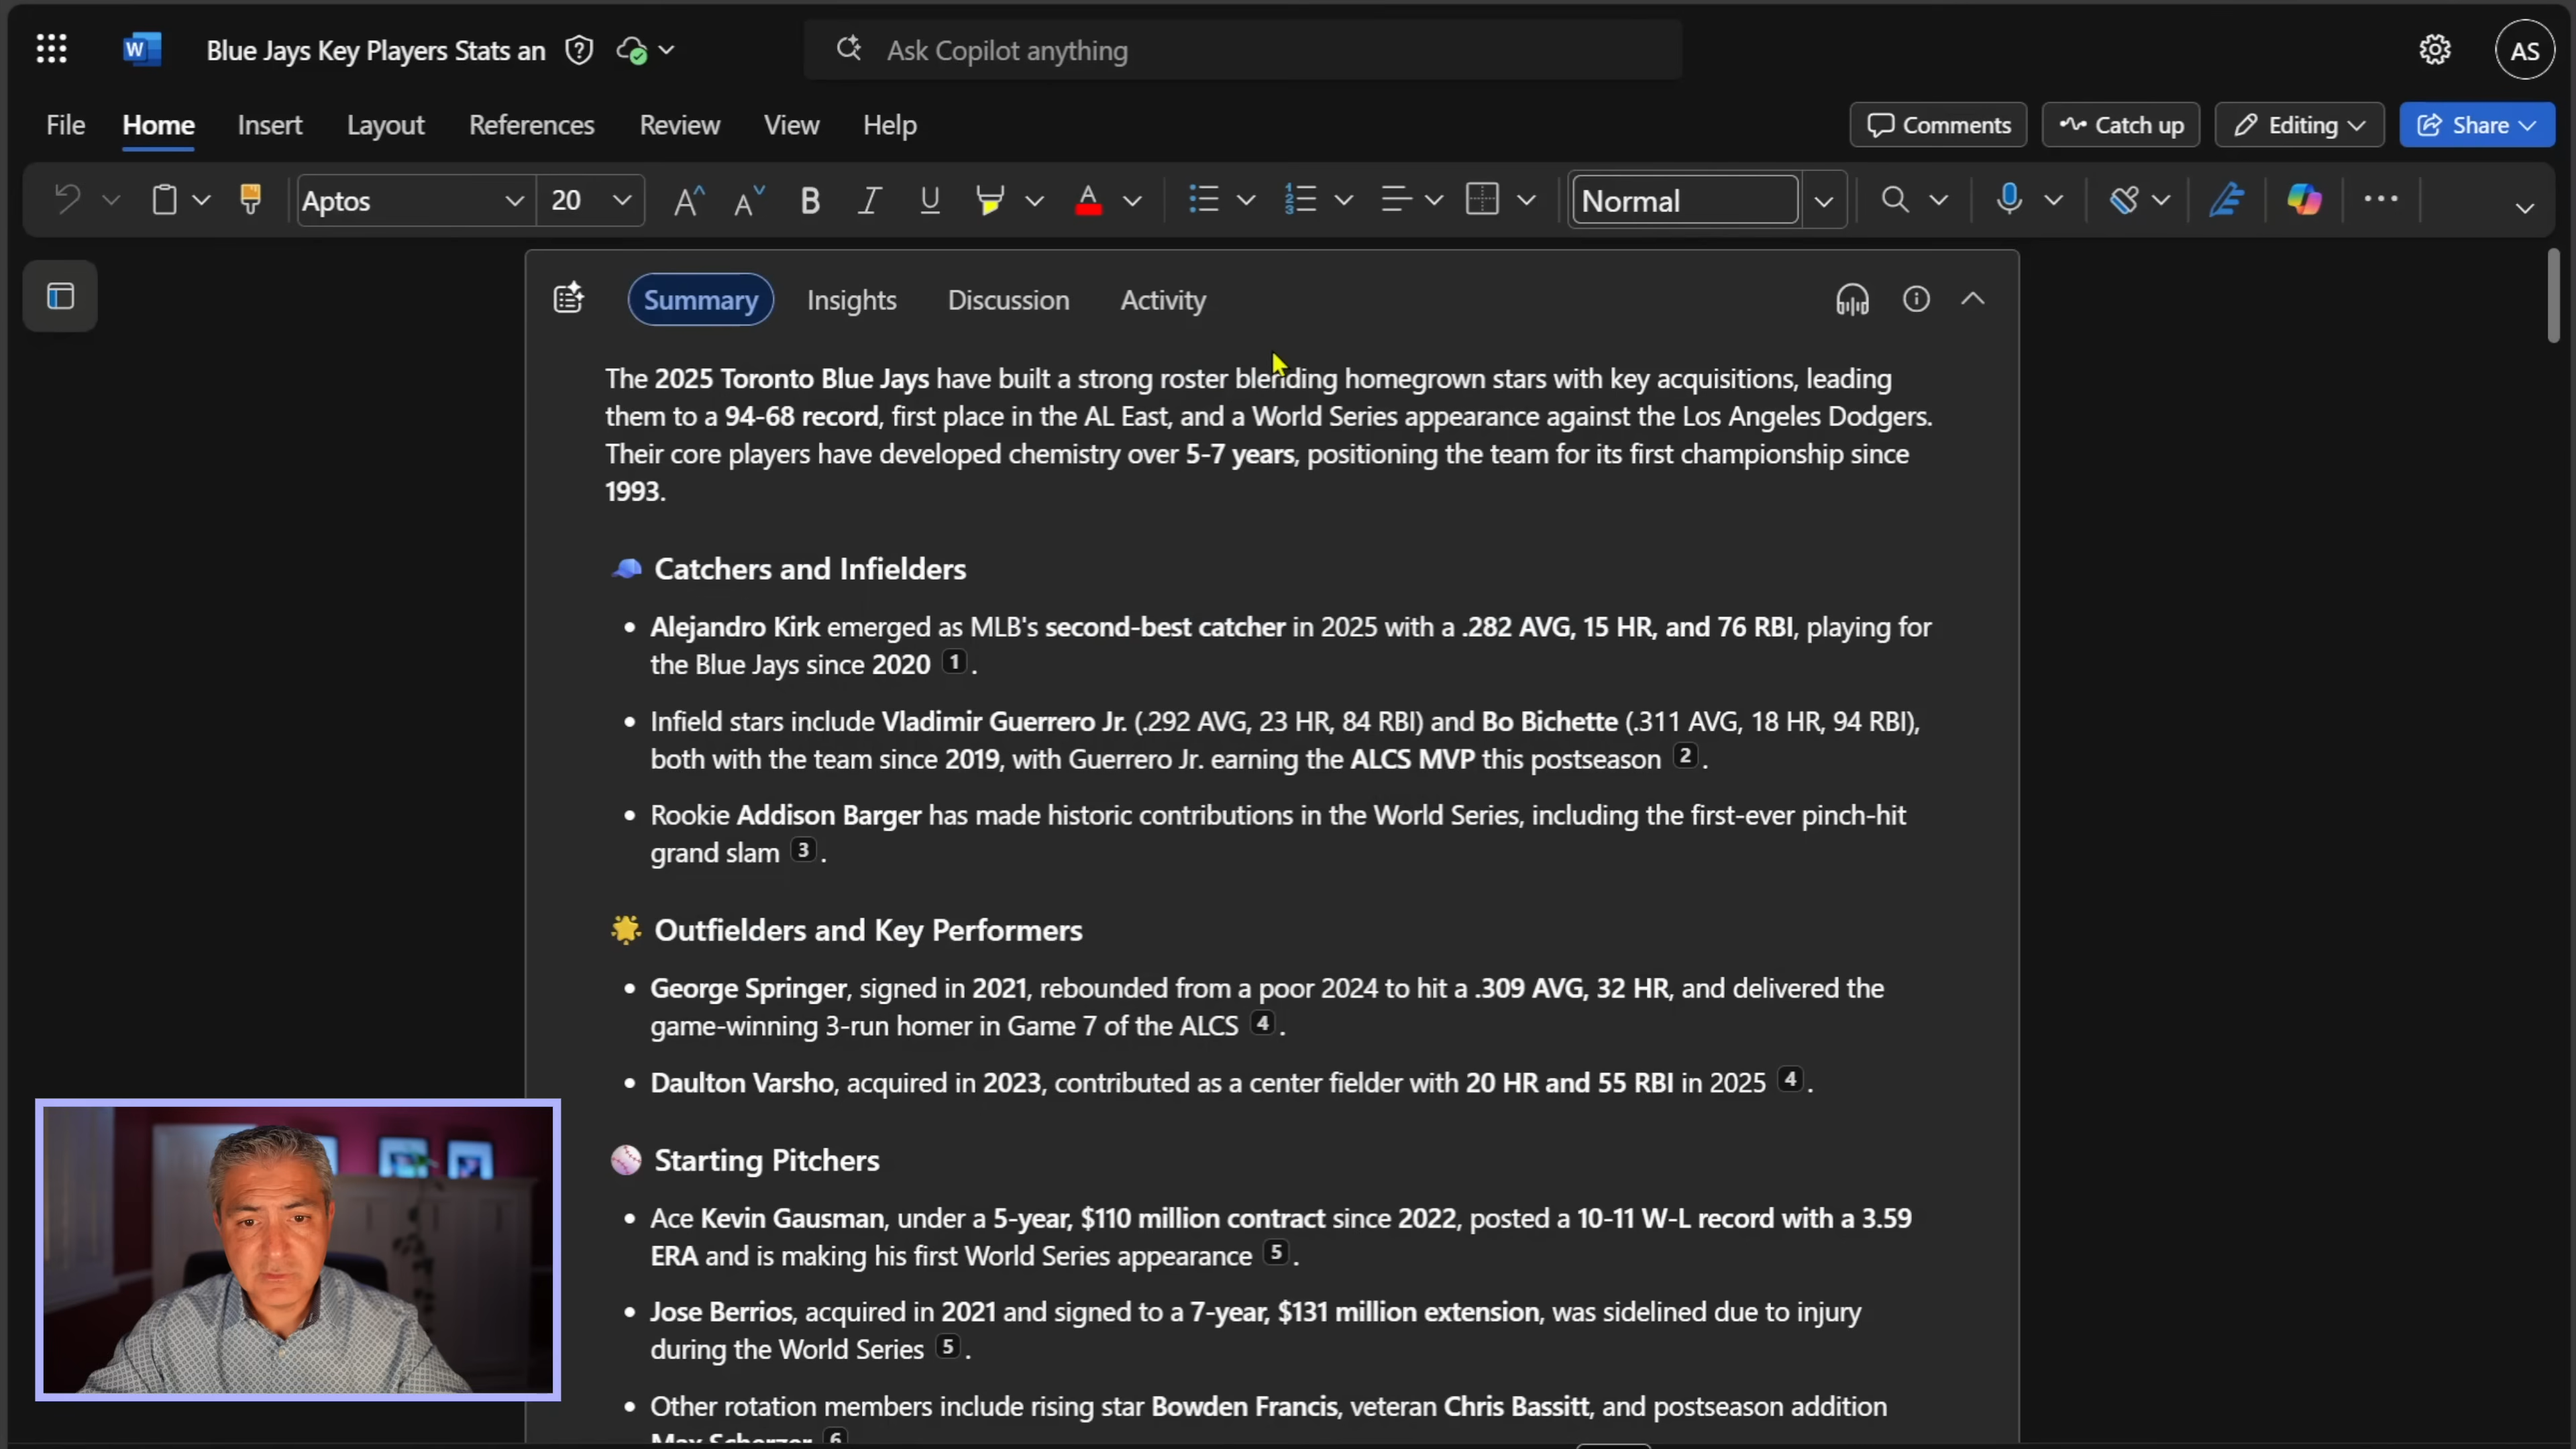 W Blue Jays Key Players Stats an Ask Copilot anything AS
File Home Insert Layout References Review View Help Comments Catch up Editing Share
Aptos 20 A A B I U A Normal
Summary Insights Discussion Activity
The 2025 Toronto Blue Jays have built a strong roster blending homegrown stars with key acquisitions, leading
them to a 94-68 record, first place in the AL East, and a World Series appearance against the Los Angeles Dodgers.
Their core players have developed chemistry over 5-7 years, positioning the team for its first championship since
1993.
Catchers and Infielders
• Alejandro Kirk emerged as MLB's second-best catcher in 2025 with a .282 AVG, 15 HR, and 76 RBI, playing for
the Blue Jays since 2020 1 .
• Infield stars include Vladimir Guerrero Jr. (.292 AVG, 23 HR, 84 RBI) and Bo Bichette (.311 AVG, 18 HR, 94 RBI),
both with the team since 2019, with Guerrero Jr. earning the ALCS MVP this postseason 2 .
• Rookie Addison Barger has made historic contributions in the World Series, including the first-ever pinch-hit
grand slam 3 .
Outfielders and Key Performers
• George Springer, signed in 2021, rebounded from a poor 2024 to hit a .309 AVG, 32 HR, and delivered the
game-winning 3-run homer in Game 7 of the ALCS 4 .
• Daulton Varsho, acquired in 2023, contributed as a center fielder with 20 HR and 55 RBI in 2025 4 .
Starting Pitchers
• Ace Kevin Gausman, under a 5-year, $110 million contract since 2022, posted a 10-11 W-L record with a 3.59
ERA and is making his first World Series appearance 5 .
• Jose Berrios, acquired in 2021 and signed to a 7-year, $131 million extension, was sidelined due to injury
during the World Series 5 .
• Other rotation members include rising star Bowden Francis, veteran Chris Bassitt, and postseason addition
Max Scherzer 6